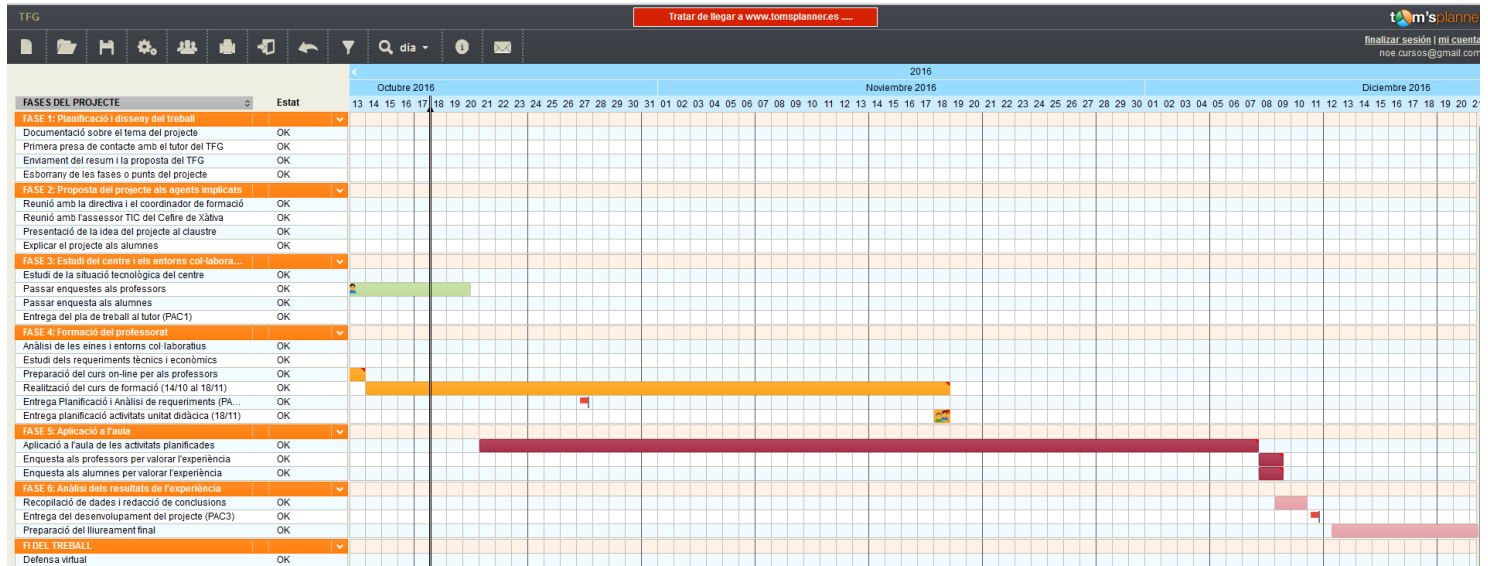 TFG
Tratar de llegar a www.tomsplanner.es .....
tom'splanner
día
finalizar sesión | mi cuenta
noe.cursos@gmail.com
2016
Octubre 2016 Noviembre 2016 Diciembre 2016
FASES DEL PROJECTE Estat 13 14 15 16 17 18 19 20 21 22 23 24 25 26 27 28 29 30 31 01 02 03 04 05 06 07 08 09 10 11 12 13 14 15 16 17 18 19 20 21 22 23 24 25 26 27 28 29 30 01 02 03 04 05 06 07 08 09 10 11 12 13 14 15 16 17 18 19 20
FASE 1: Planificació i disseny del treball
Documentació sobre el tema del projecte OK
Primera presa de contacte amb el tutor del TFG OK
Enviament del resum i la proposta del TFG OK
Esborrany de les fases o punts del projecte OK
FASE 2: Proposta del projecte als agents implicats
Reunió amb la directiva i el coordinador de formació OK
Reunió amb l'assessor TIC del Cefire de Xàtiva OK
Presentació de la idea del projecte al claustre OK
Explicar el projecte als alumnes OK
FASE 3: Estudi del centre i els entorns col·labora...
Estudi de la situació tecnològica del centre OK
Passar enquestes als professors OK
Passar enquesta als alumnes OK
Entrega del pla de treball al tutor (PAC1) OK
FASE 4: Formació del professorat
Anàlisi de les eines i entorns col·laboratius OK
Estudi dels requeriments tècnics i econòmics OK
Preparació del curs on-line per als professors OK
Realització del curs de formació (14/10 al 18/11) OK
Entrega Planificació i Anàlisi de requeriments (PA... OK
Entrega planificació activitats unitat didàcica (18/11) OK
FASE 5: Aplicació a l'aula
Aplicació a l'aula de les activitats planificades OK
Enquesta als professors per valorar l'experiència OK
Enquesta als alumnes per valorar l'experiència OK
FASE 6: Anàlisi dels resultats de l'experiència
Recopilació de dades i redacció de conclusions OK
Entrega del desenvolupament del projecte (PAC3) OK
Preparació del lliureament final OK
FI DEL TREBALL
Defensa virtual OK